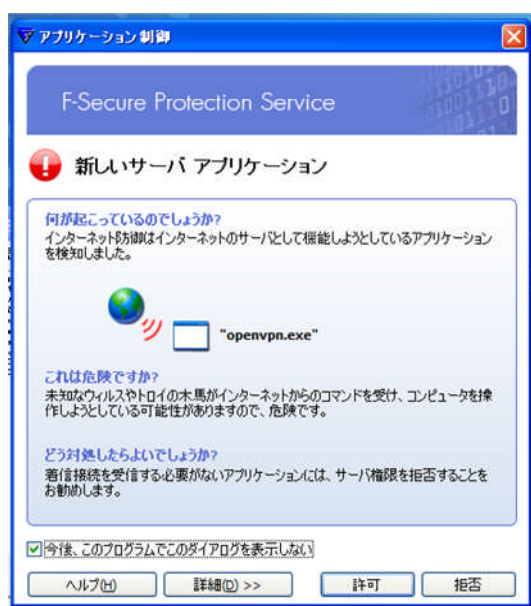 アプリケーション制御
F-Secure Protection Service
新しいサーバ アプリケーション
何が起こっているのでしょうか?
インターネット防御はインターネットのサーバとして機能しようとしているアプリケーション
を検知しました。
"openvpn.exe"
これは危険ですか?
未知なウィルスやトロイの木馬がインターネットからのコマンドを受け、コンピュータを操
作しようとしている可能性がありますので、危険です。
どう対処したらよいでしょうか?
着信接続を受信する必要がないアプリケーションには、サーバ権限を拒否することを
お勧めします。
今後、このプログラムでこのダイアログを表示しない
ヘルプ(H) 詳細(D) >> 許可 拒否